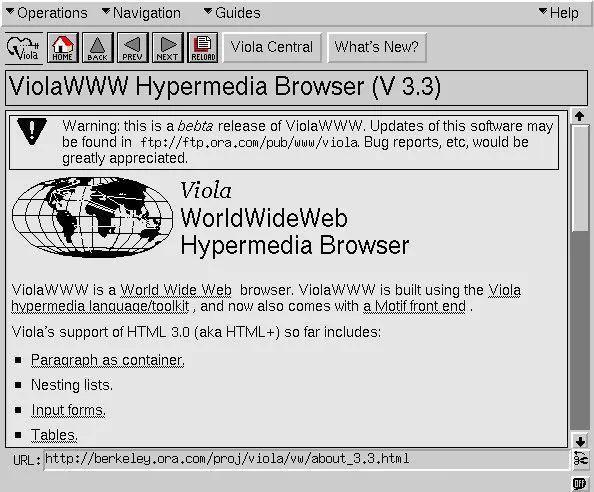 Operations Navigation Guides Help
Viola HOME BACK PREV NEXT RELOAD Viola Central What's New?
ViolaWWW Hypermedia Browser (V 3.3)
Warning: this is a bebta release of ViolaWWW. Updates of this software may
be found in ftp://ftp.ora.com/pub/www/viola. Bug reports, etc, would be
greatly appreciated.
Viola
WorldWideWeb
Hypermedia Browser
ViolaWWW is a World Wide Web browser. ViolaWWW is built using the Viola
hypermedia language/toolkit , and now also comes with a Motif front end .
Viola's support of HTML 3.0 (aka HTML+) so far includes:
Paragraph as container.
Nesting lists.
Input forms.
Tables.
URL: http://berkeley.ora.com/proj/viola/vw/about_3.3.html
OFF